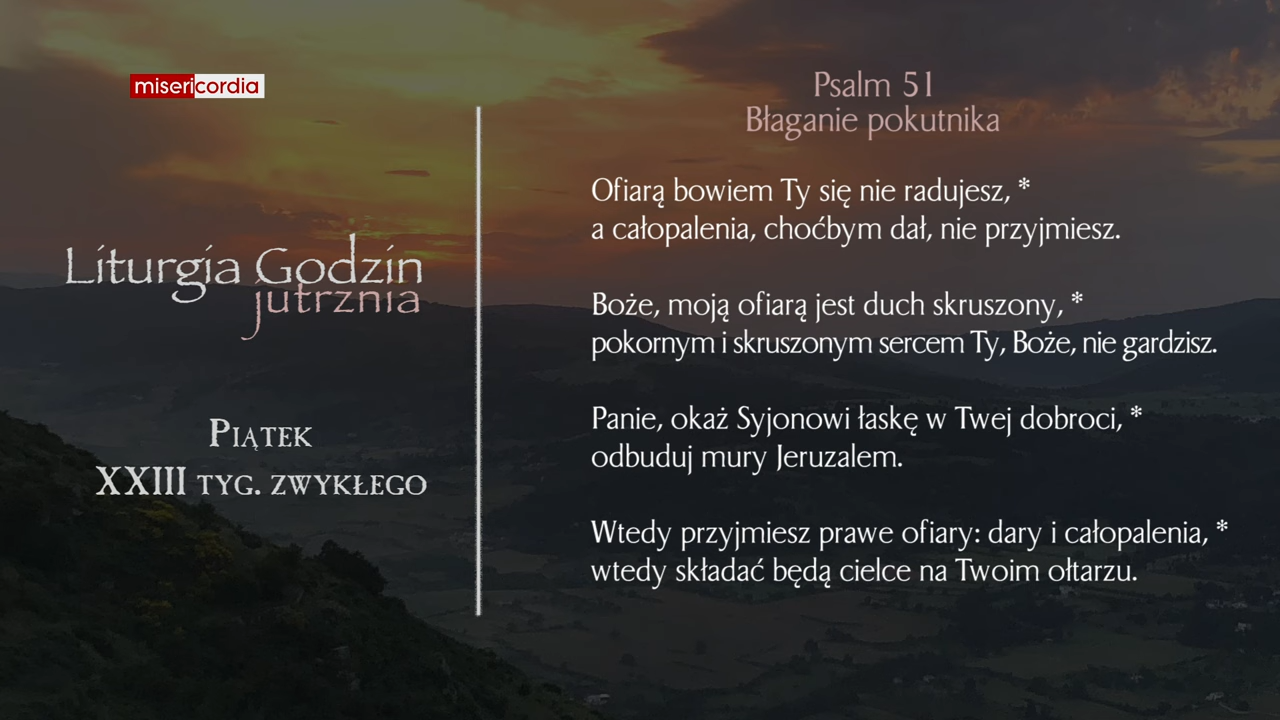 misericordia
Liturgia Godzin
jutrznia
Piątek
XXIII tyg. zwykłego
Psalm 51
Błaganie pokutnika
Ofiarą bowiem Ty się nie radujesz, *
a całopalenia, choćbym dał, nie przyjmiesz.
Boże, moją ofiarą jest duch skruszony, *
pokornym i skruszonym sercem Ty, Boże, nie gardzisz.
Panie, okaż Syjonowi łaskę w Twej dobroci, *
odbuduj mury Jeruzalem.
Wtedy przyjmiesz prawe ofiary: dary i całopalenia, *
wtedy składać będą cielce na Twoim ołtarzu.